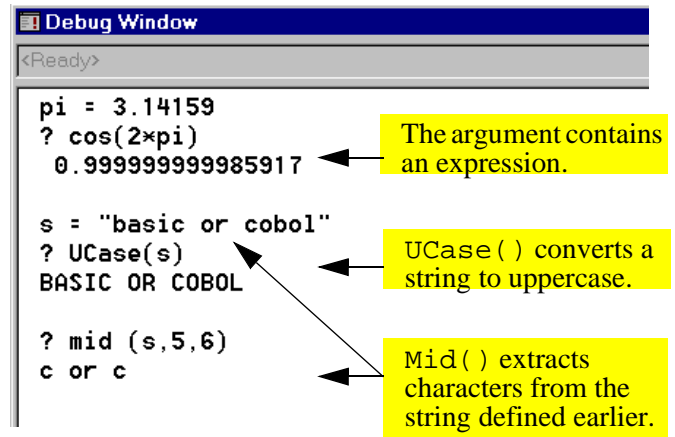 Debug Window
<Ready>
pi = 3.14159
? cos(2*pi)
0.999999999985917
The argument contains
an expression.
s = "basic or cobol"
? UCase(s)
BASIC OR COBOL
UCase() converts a
string to uppercase.
? mid (s,5,6)
c or c
Mid() extracts
characters from the
string defined earlier.